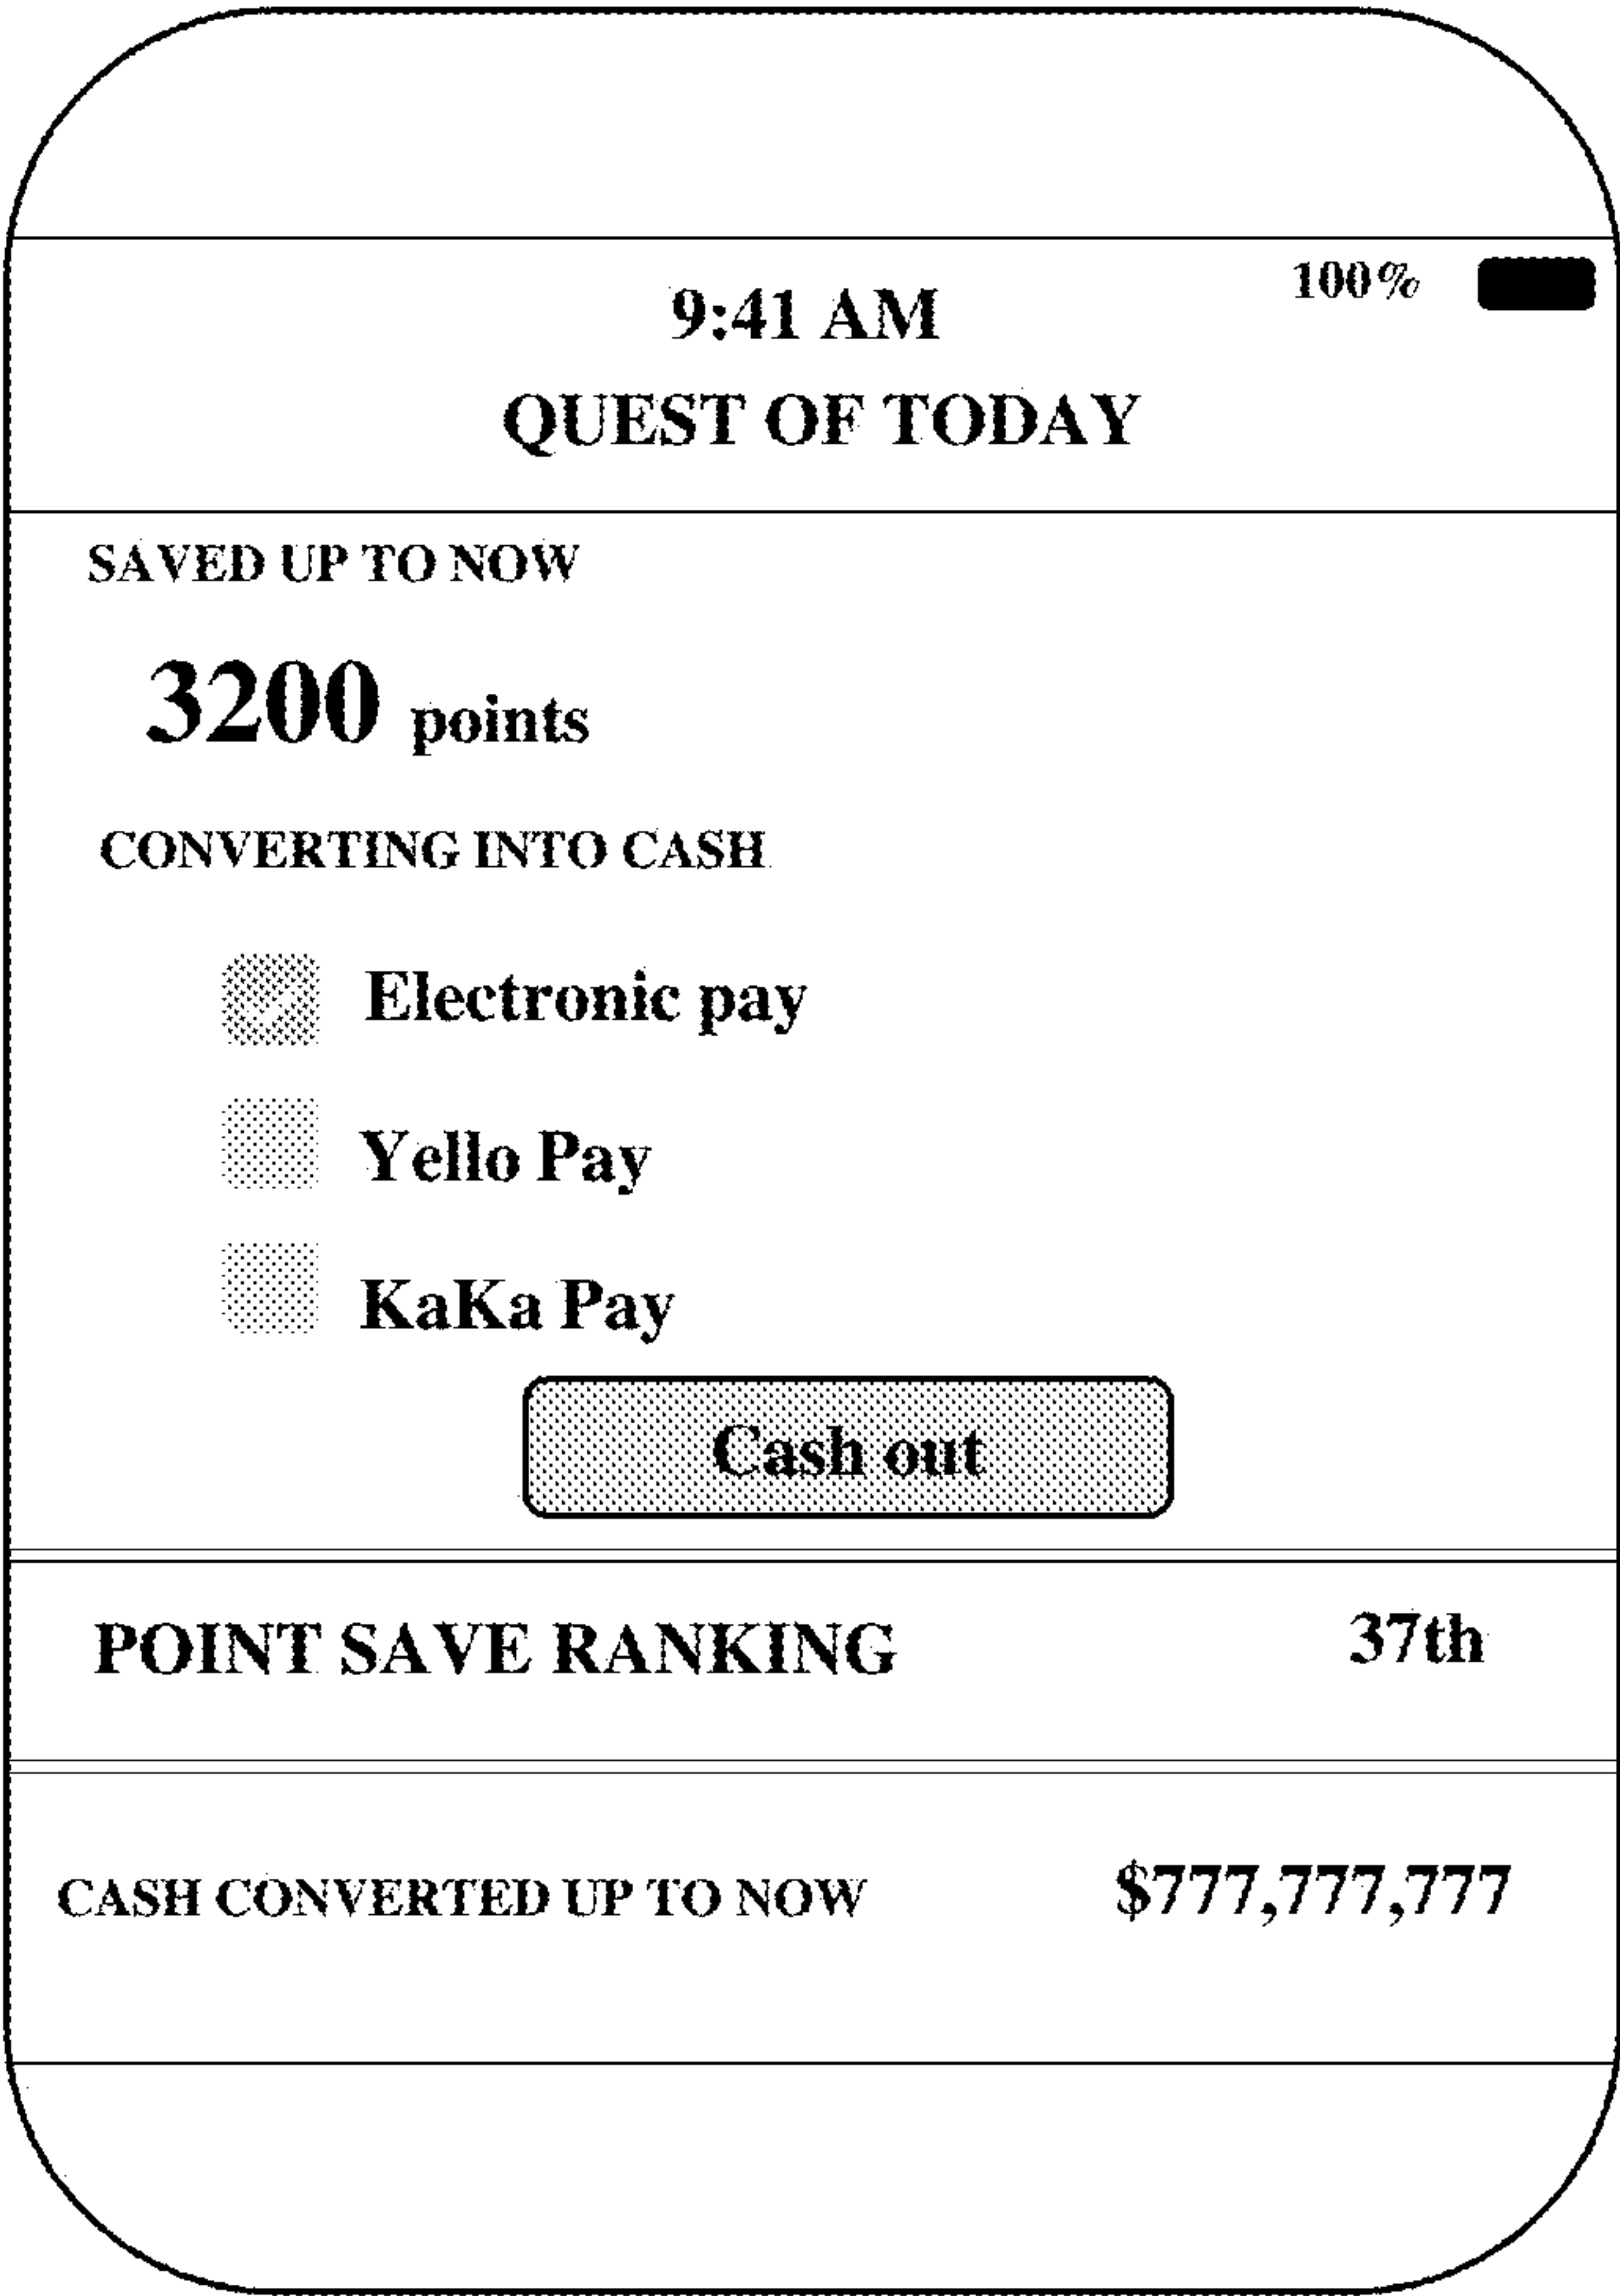 100%
9:41 AM
QUEST OF TODAY
SAVED UP TO NOW
3200 points
CONVERTING INTO CASH
Electronic pay
Yello Pay
KaKa Pay
Cash out
POINT SAVE RANKING 37th
CASH CONVERTED UP TO NOW $777,777,777